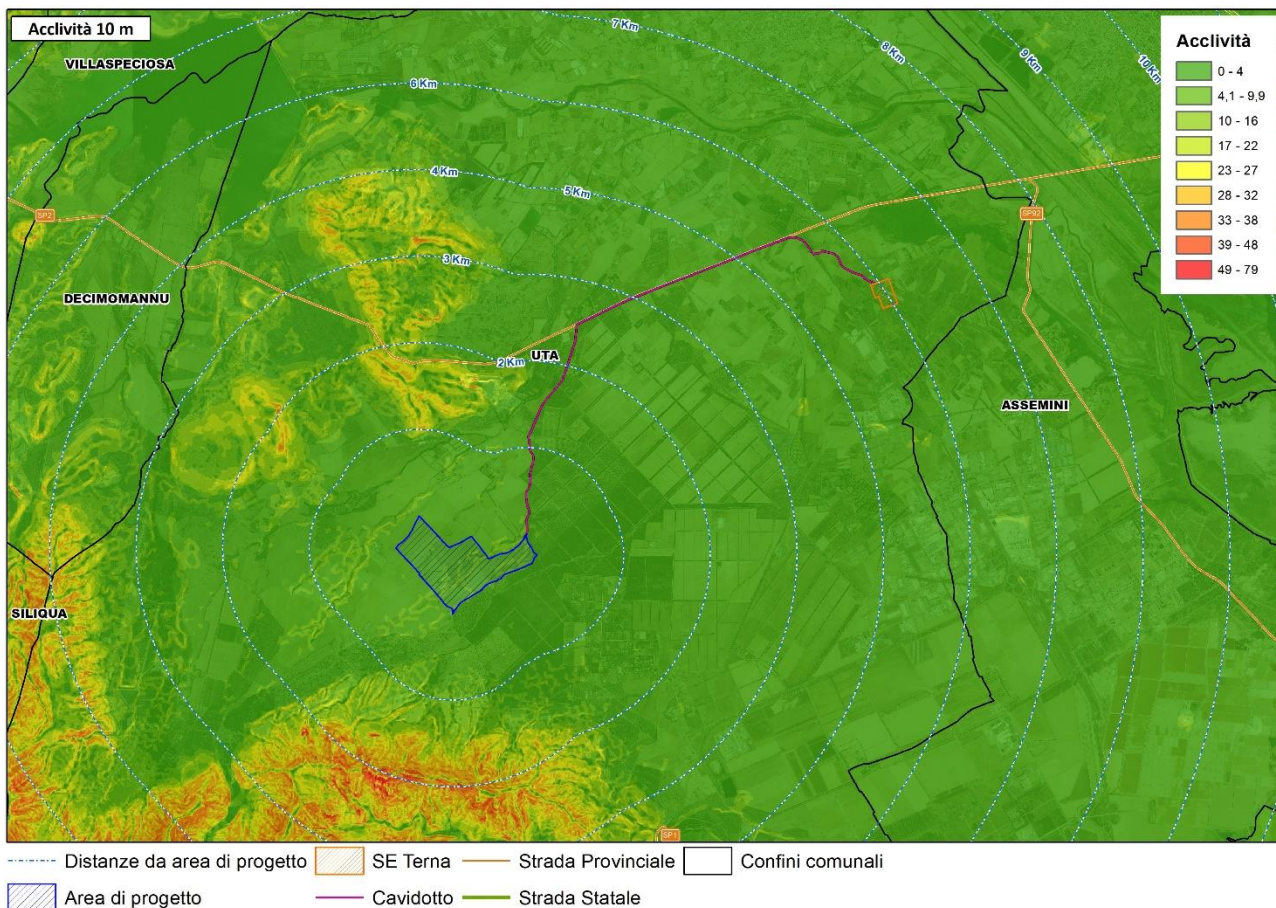 Acclività 10 m
VILLASPECIOSA
7 Km
8 Km
9 Km
10 Km
Acclività
0 - 4
4,1 - 9,9
10 - 16
17 - 22
23 - 27
28 - 32
33 - 38
39 - 48
49 - 79
6 Km
4 Km
5 Km
SP2
SP92
3 Km
DECIMOMANNU
UTA
2 Km
ASSEMINI
SILIQUA
SP1
Distanze da area di progetto
SE Terna
Strada Provinciale
Confini comunali
Area di progetto
Cavidotto
Strada Statale